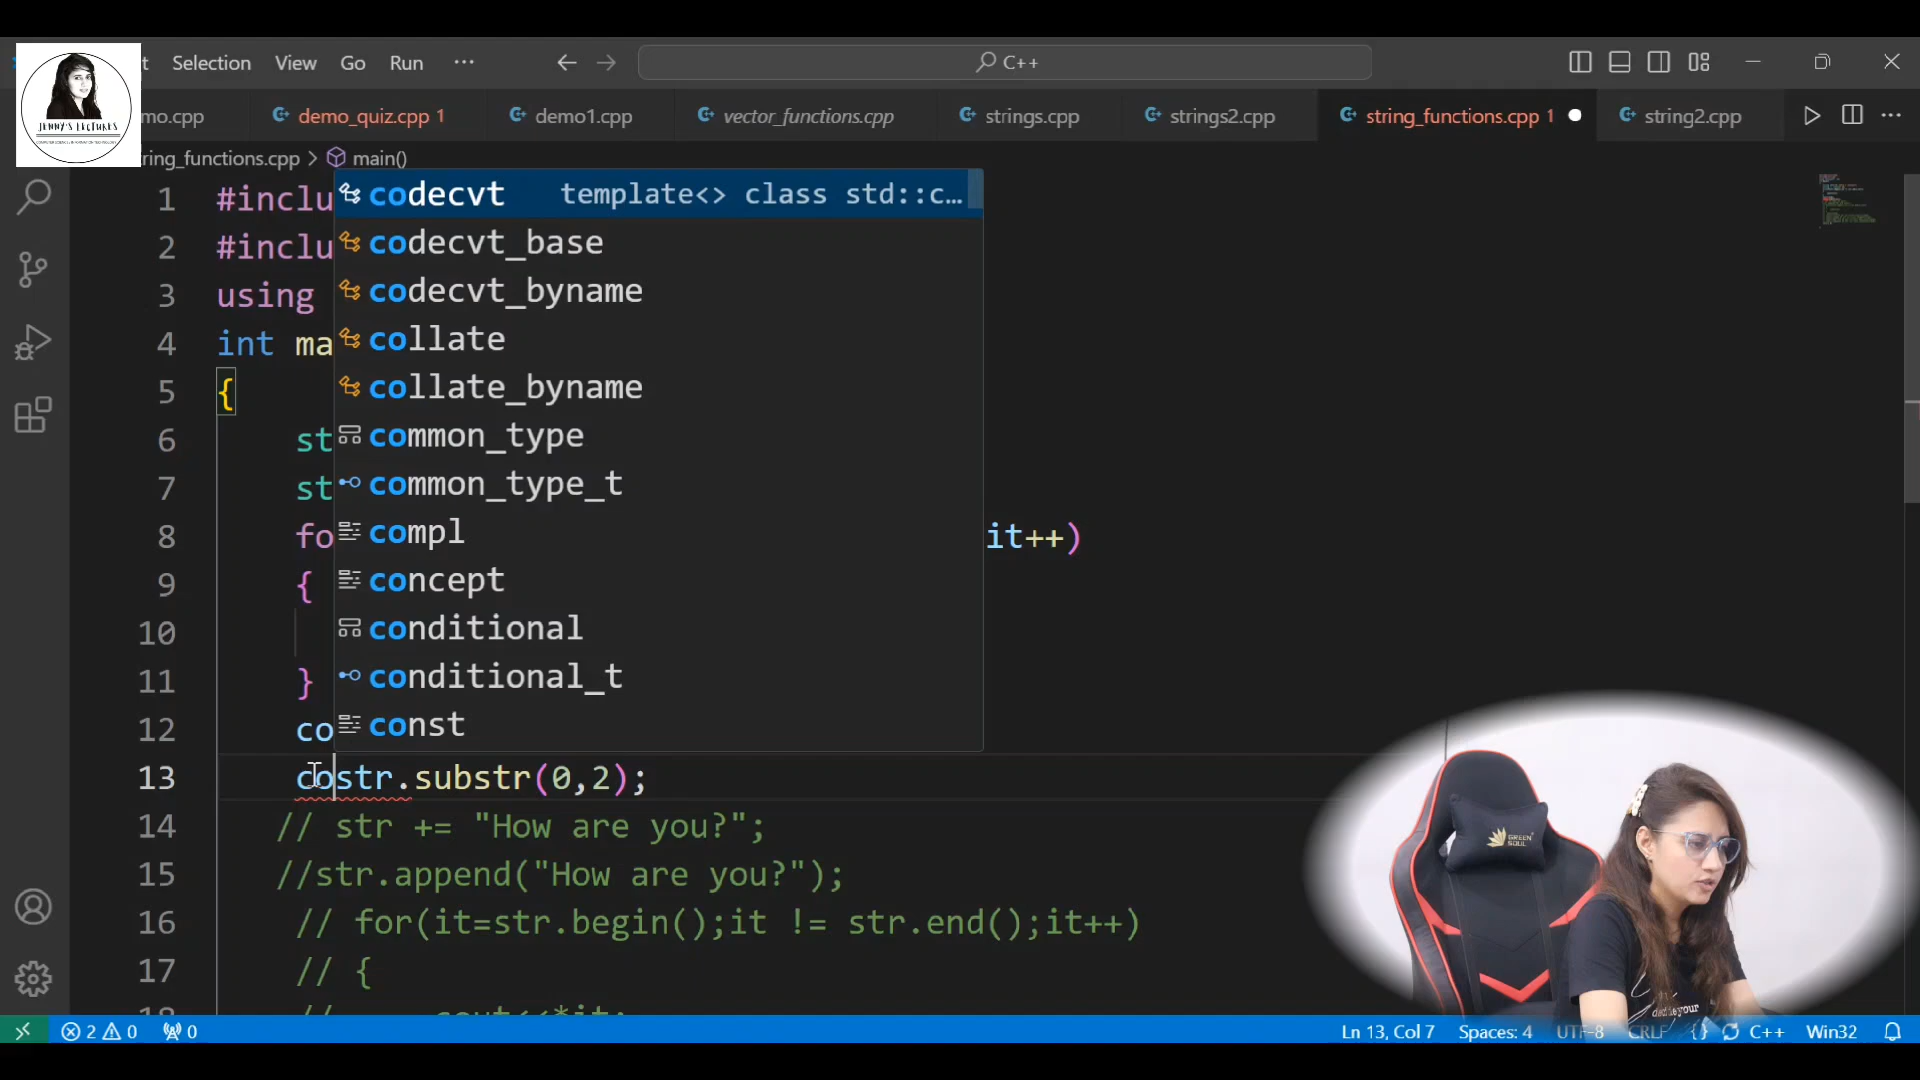 JENNY'S LECTURES
Selection View Go Run ··· C++
mo.cpp demo_quiz.cpp 1 demo1.cpp vector_functions.cpp strings.cpp strings2.cpp string_functions.cpp 1 string2.cpp
ring_functions.cpp > main()
1 #inclu
2 #inclu
3 using
4 int ma
5 {
6 st
7 st
8 fo it++)
9 {
10
11 }
12 co
codecvt template<> class std::c…
codecvt_base
codecvt_byname
collate
collate_byname
common_type
common_type_t
compl
concept
conditional
conditional_t
const
13 costr.substr(0,2);
14 // str += "How are you?";
15 //str.append("How are you?");
16 // for(it=str.begin();it != str.end();it++)
17 // {
GREEN SOUL
2 0 0 Ln 13, Col 7 Spaces: 4 UTF-8 CRLF {} C++ Win32